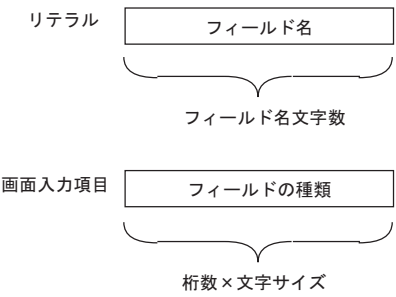 リテラル
フィールド名
フィールド名文字数
画面入力項目
フィールドの種類
桁数×文字サイズ